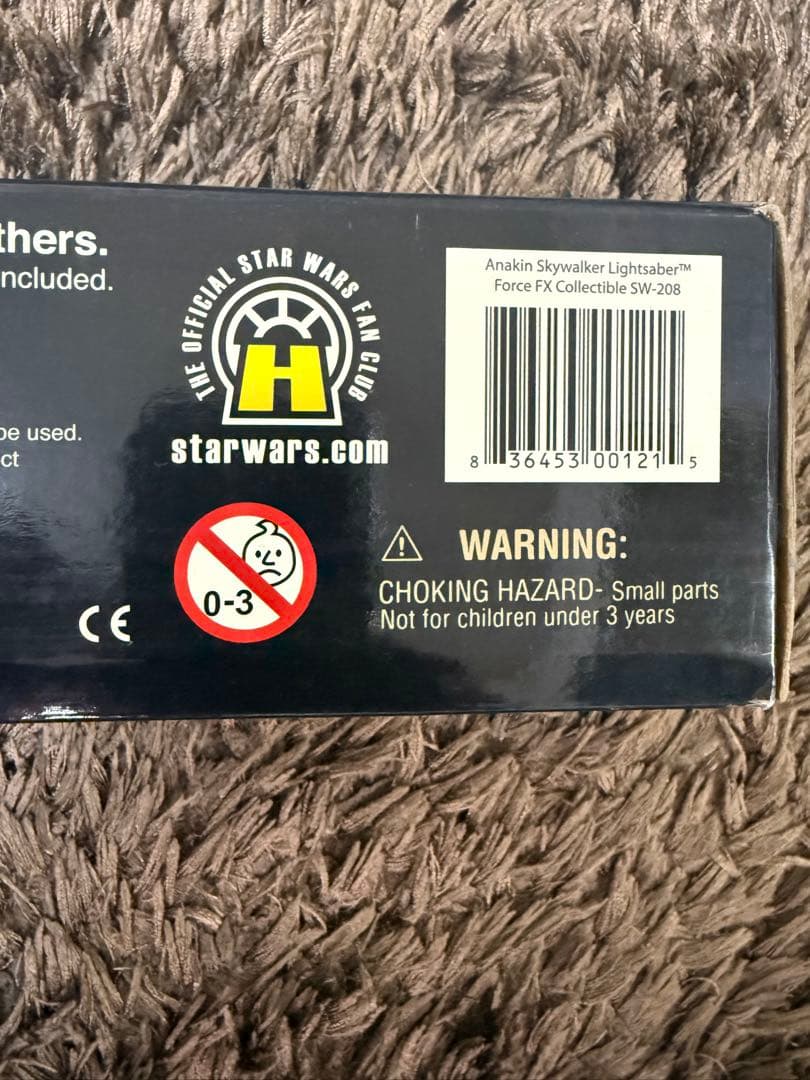 thers.
ncluded.
be used.
ct
THE OFFICIAL STAR WARS FAN CLUB
H
starwars.com
Anakin Skywalker Lightsaber™
Force FX Collectible SW-208
8 36453 00121 5
0-3
CE
WARNING:
CHOKING HAZARD- Small parts
Not for children under 3 years